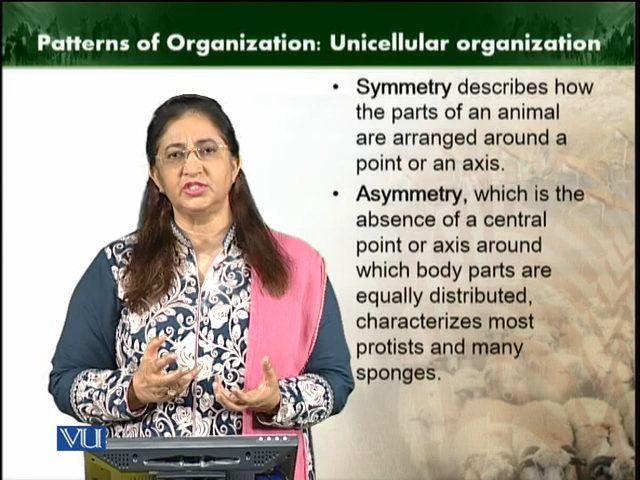 Patterns of Organization: Unicellular organization
• Symmetry describes how
the parts of an animal
are arranged around a
point or an axis.
• Asymmetry, which is the
absence of a central
point or axis around
which body parts are
equally distributed,
characterizes most
protists and many
sponges.
VU